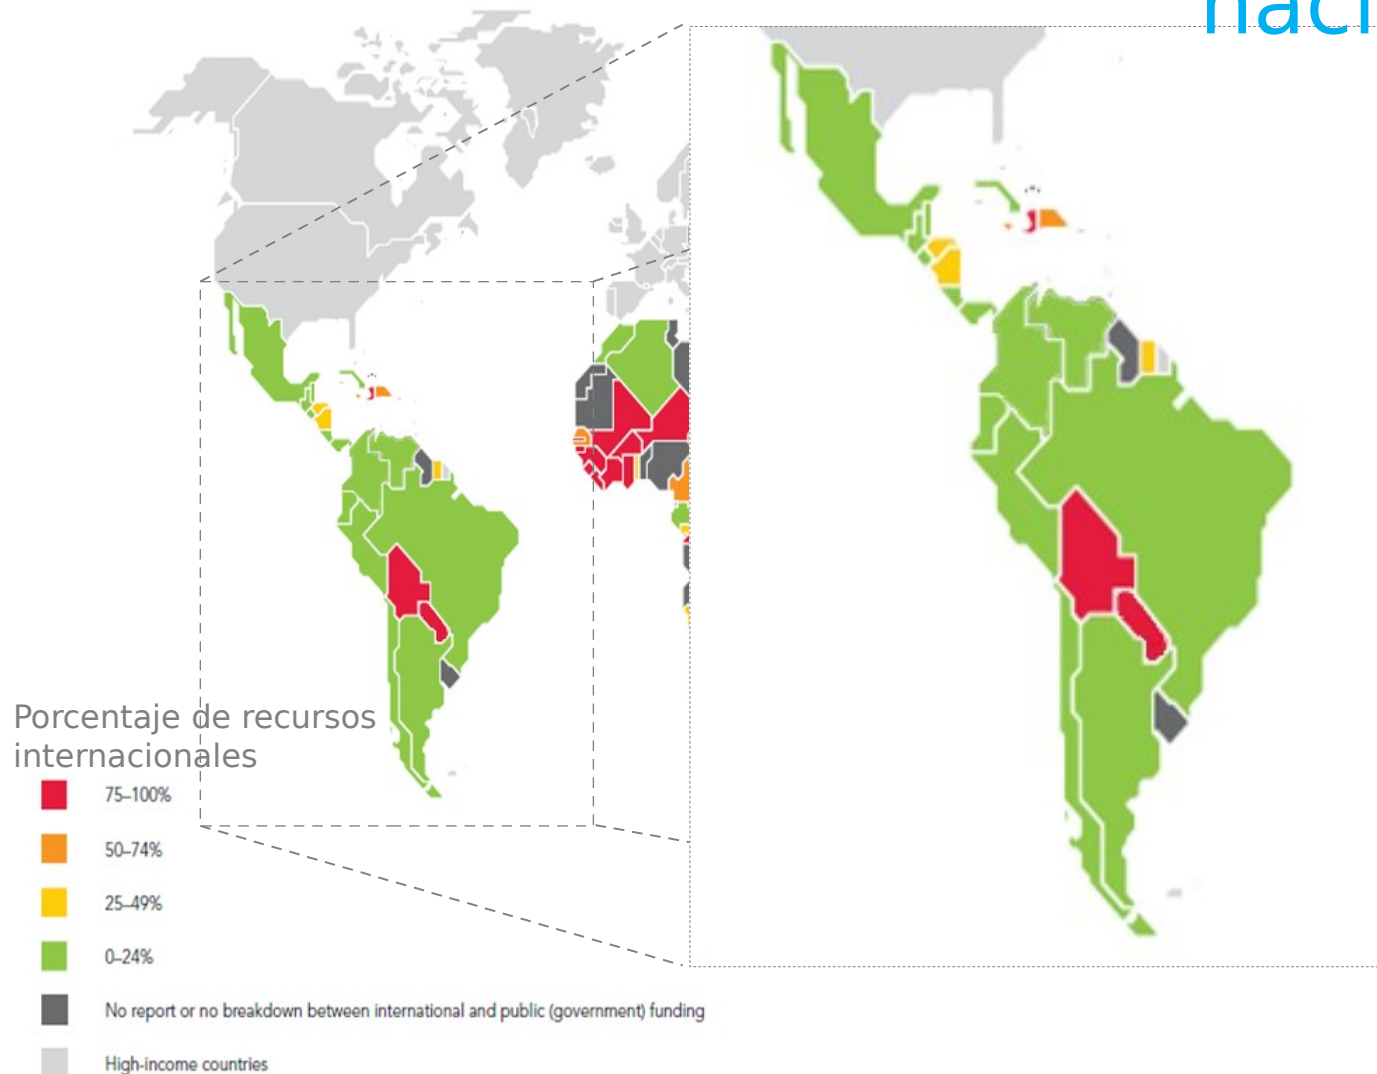 naci
Porcentaje de recursos
internacionales
75–100%
50–74%
25–49%
0–24%
No report or no breakdown between international and public (government) funding
High-income countries